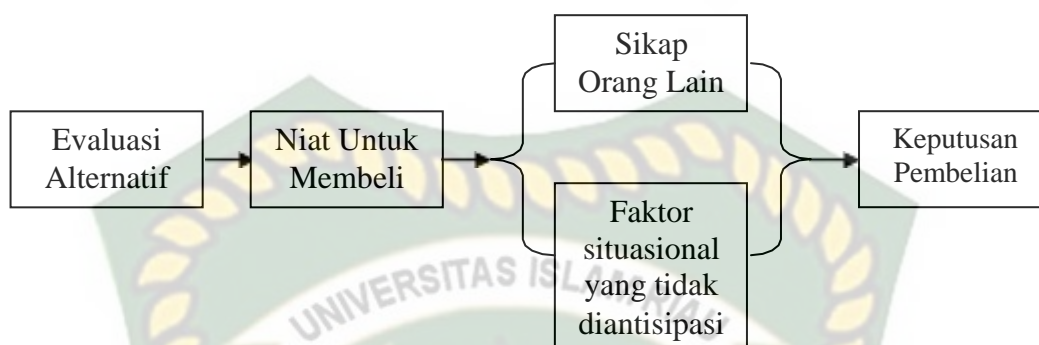 Evaluasi
Alternatif
Niat Untuk
Membeli
Sikap
Orang Lain
Faktor
situasional
yang tidak
diantisipasi
Keputusan
Pembelian
UNIVERSITAS ISLAM RIAU